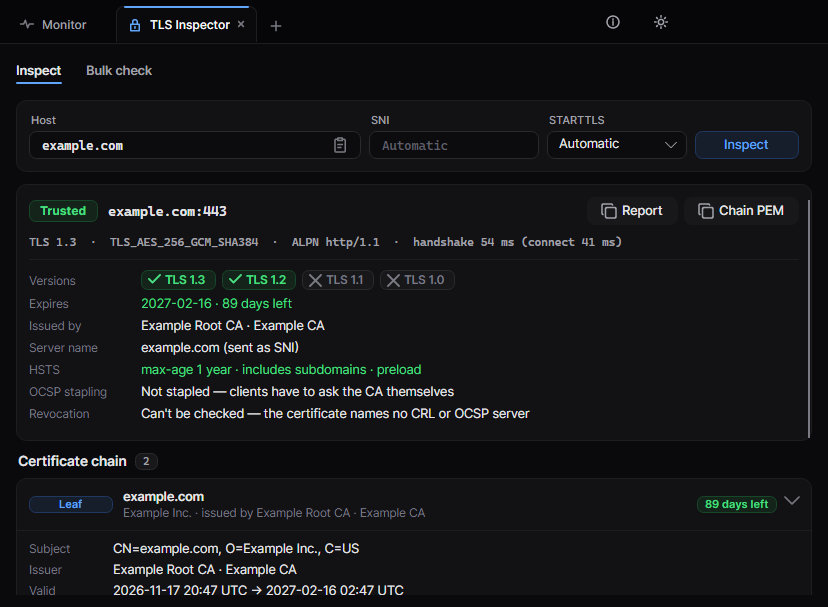 Monitor
TLS Inspector ×
+
Inspect Bulk check
Host SNI STARTTLS
example.com Automatic Automatic Inspect
Trusted example.com:443 Report Chain PEM
TLS 1.3 · TLS_AES_256_GCM_SHA384 · ALPN http/1.1 · handshake 54 ms (connect 41 ms)
Versions TLS 1.3 TLS 1.2 TLS 1.1 TLS 1.0
Expires 2027-02-16 · 89 days left
Issued by Example Root CA · Example CA
Server name example.com (sent as SNI)
HSTS max-age 1 year · includes subdomains · preload
OCSP stapling Not stapled — clients have to ask the CA themselves
Revocation Can't be checked — the certificate names no CRL or OCSP server
Certificate chain 2
Leaf example.com 89 days left
Example Inc. · issued by Example Root CA · Example CA
Subject CN=example.com, O=Example Inc., C=US
Issuer Example Root CA · Example CA
Valid 2026-11-17 20:47 UTC → 2027-02-16 02:47 UTC